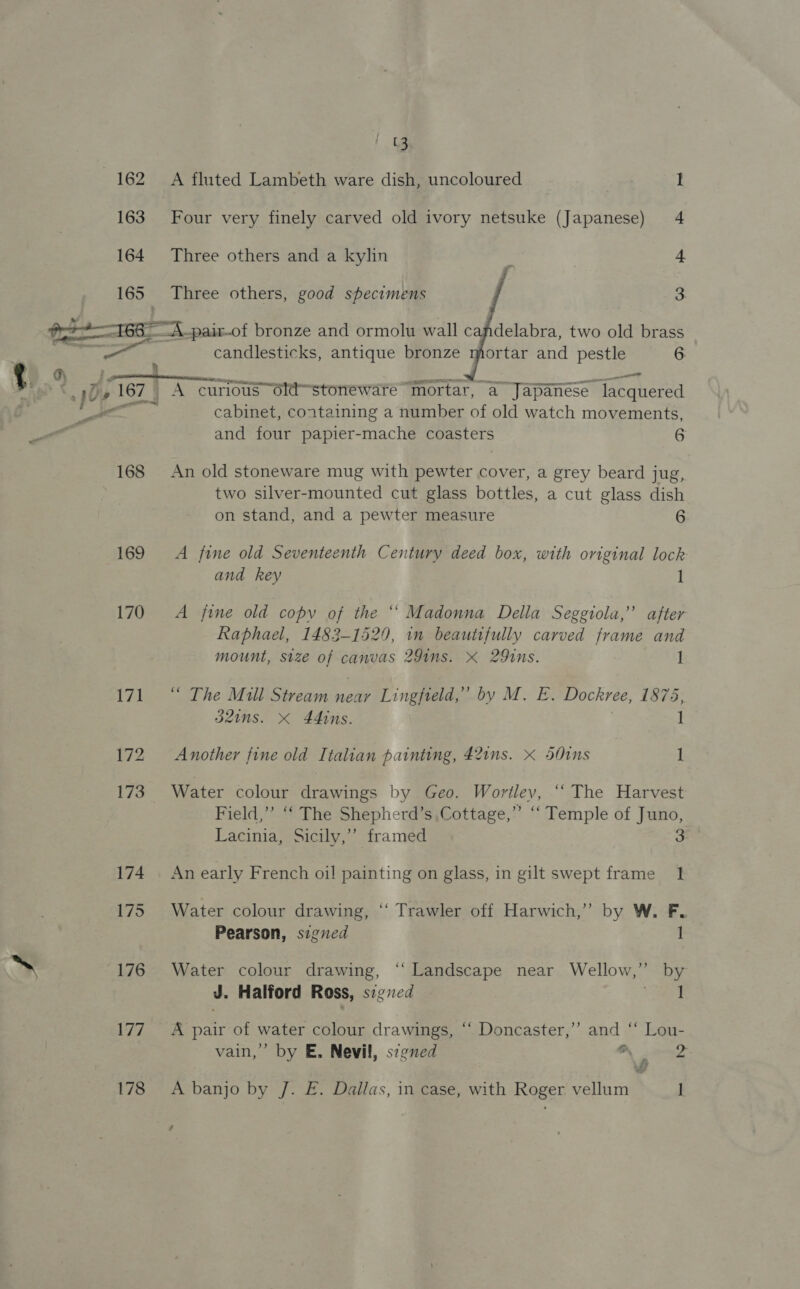 13
162 A fluted Lambeth ware dish, uncoloured 1
163 Four very finely carved old ivory netsuke (Japanese) 4
164 Three others and a kylin 4
165 Three others, good specimens 3
166 A pair of bronze and ormolu wall candelabra, two old brass
candlesticks, antique bronze mortar and pestle 6
167 A curious old stoneware mortar, a Japanese lacquered
cabinet, containing a number of old watch movements,
and four papier-mache coasters 6
168 An old stoneware mug with pewter cover, a grey beard jug,
two silver-mounted cut glass bottles, a cut glass dish
on stand, and a pewter measure 6
169 A fine old Seventeenth Century deed box, with original lock
and key 1
170 A fine old copy of the “ Madonna Della Seggiola,” after
Raphael, 1483–1520, in beautifully carved frame and
mount, size of canvas 29ins. × 29ins. 1
171 “ The Mill Stream near Lingfield,” by M. E. Dockree, 1875,
32ins. × 44ins. 1
172 Another fine old Italian painting, 42ins. × 50ins 1
173 Water colour drawings by Geo. Wortley, “ The Harvest
Field,” “ The Shepherd’s Cottage,” “ Temple of Juno,
Lacinia, Sicily,” framed 3
174 An early French oil painting on glass, in gilt swept frame 1
175 Water colour drawing, “ Trawler off Harwich,” by W. F.
Pearson, signed 1
176 Water colour drawing, “ Landscape near Wellow,” by
J. Halford Ross, signed 1
177 A pair of water colour drawings, “ Doncaster,” and “ Lou-
vain,” by E. Nevil, signed 2
178 A banjo by J. E. Dallas, in case, with Roger vellum 1